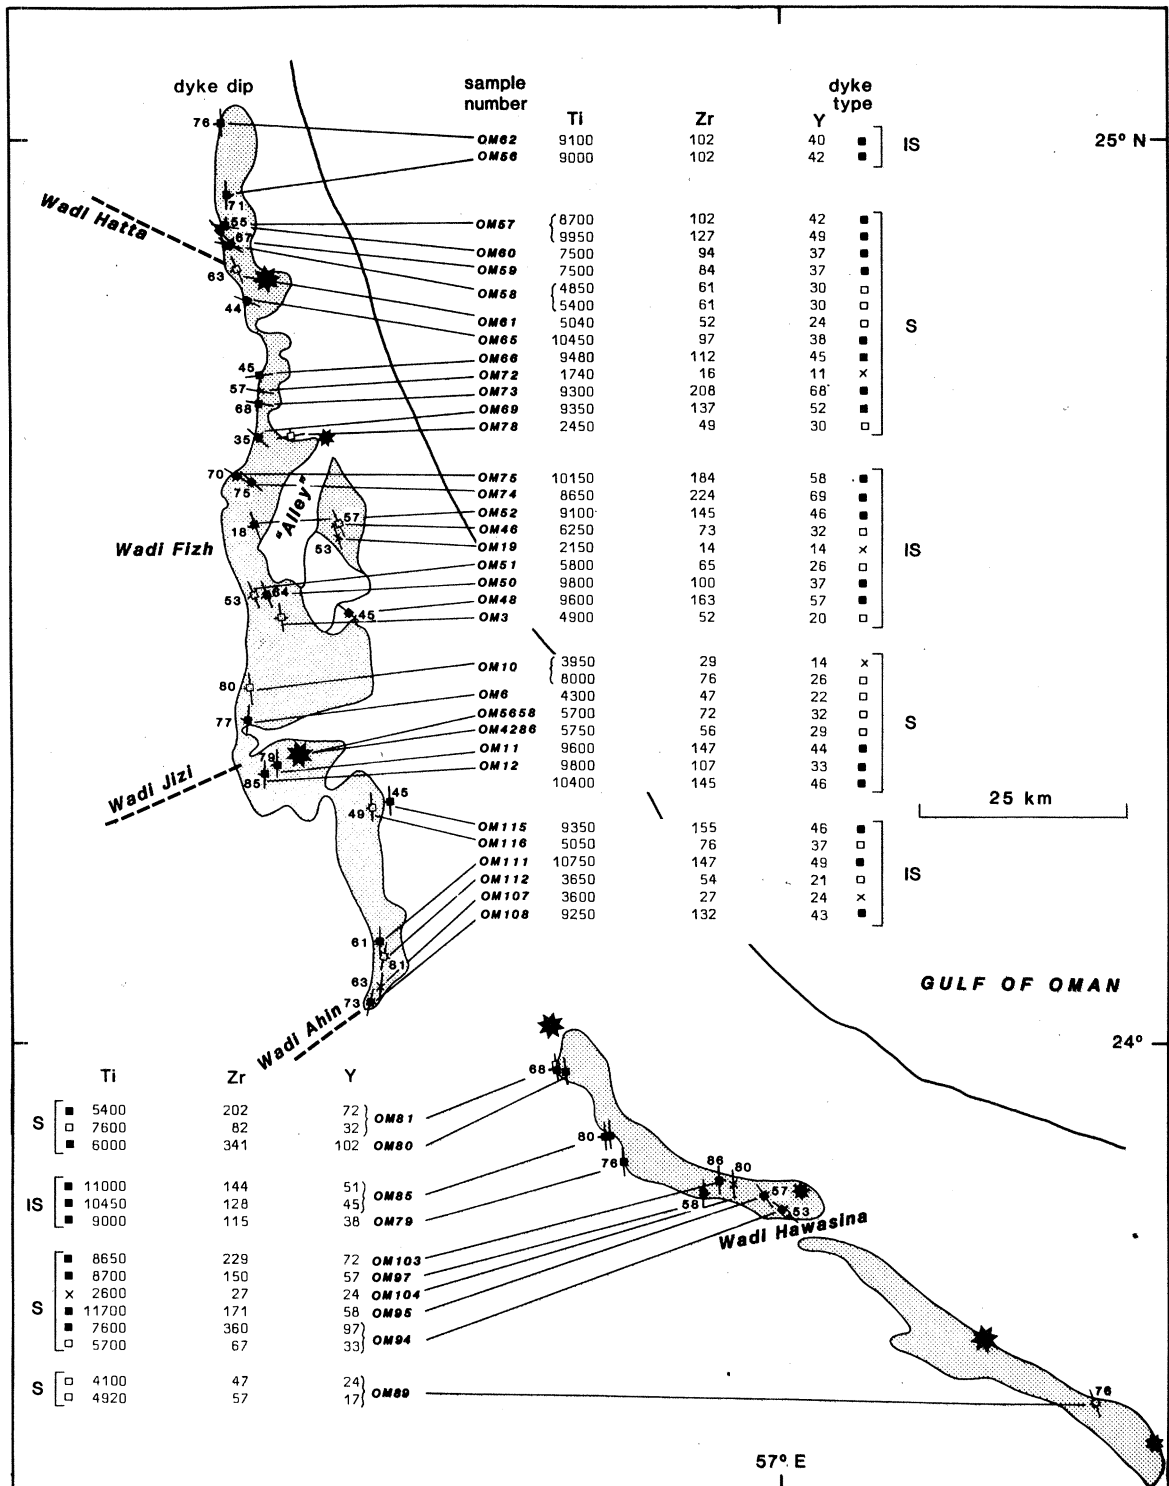 dyke dip
sample number
Ti Zr Y
dyke type
OM62 9100 102 40 ■
OM56 9000 102 42 ■
IS
25° N
OM57 { 8700 102 42 ■
9950 127 49 ■
OM60 7500 94 37 ■
OM59 7500 84 37 ■
OM58 { 4850 61 30 □
5400 61 30 □
OM61 5040 52 24 □
OM65 10450 97 38 ■
OM66 9480 112 45 ■
OM72 1740 16 11 ×
OM73 9300 208 68 ■
OM69 9350 137 52 ■
OM78 2450 49 30 □
S
OM75 10150 184 58 ■
OM74 8650 224 69 ■
OM52 9100 145 46 ■
OM46 6250 73 32 □
OM19 2150 14 14 ×
OM51 5800 65 26 □
OM50 9800 100 37 ■
OM48 9600 163 57 ■
OM3 4900 52 20 □
IS
OM10 { 3950 29 14 ×
8000 76 26 □
OM6 4300 47 22 □
OM5658 5700 72 32 □
OM4286 5750 56 29 □
OM11 9600 147 44 ■
OM12 9800 107 33 ■
10400 145 46 ■
S
25 km
OM115 9350 155 46 ■
OM116 5050 76 37 □
OM111 10750 147 49 ■
OM112 3650 54 21 □
OM107 3600 27 24 ×
OM108 9250 132 43 ■
IS
76
71
55
67
63
44
45
57
68
35
70
75
18
57
53
53
64
45
80
77
79
85
45
49
61
81
63
73
Wadi Hatta
"Alley"
Wadi Fizh
Wadi Jizi
Wadi Ahin
GULF OF OMAN
24°
Ti Zr Y
S
■ 5400 202 72 } OM81
□ 7600 82 32
■ 6000 341 102 OM80
IS
■ 11000 144 51 } OM85
■ 10450 128 45
■ 9000 115 38 OM79
S
■ 8650 229 72 OM103
■ 8700 150 57 OM97
× 2600 27 24 OM104
■ 11700 171 58 OM95
■ 7600 360 97 } OM94
□ 5700 67 33
S
□ 4100 47 24 } OM89
□ 4920 57 17
68
80
76
86
80
58
57
53
Wadi Hawasina
76
57° E